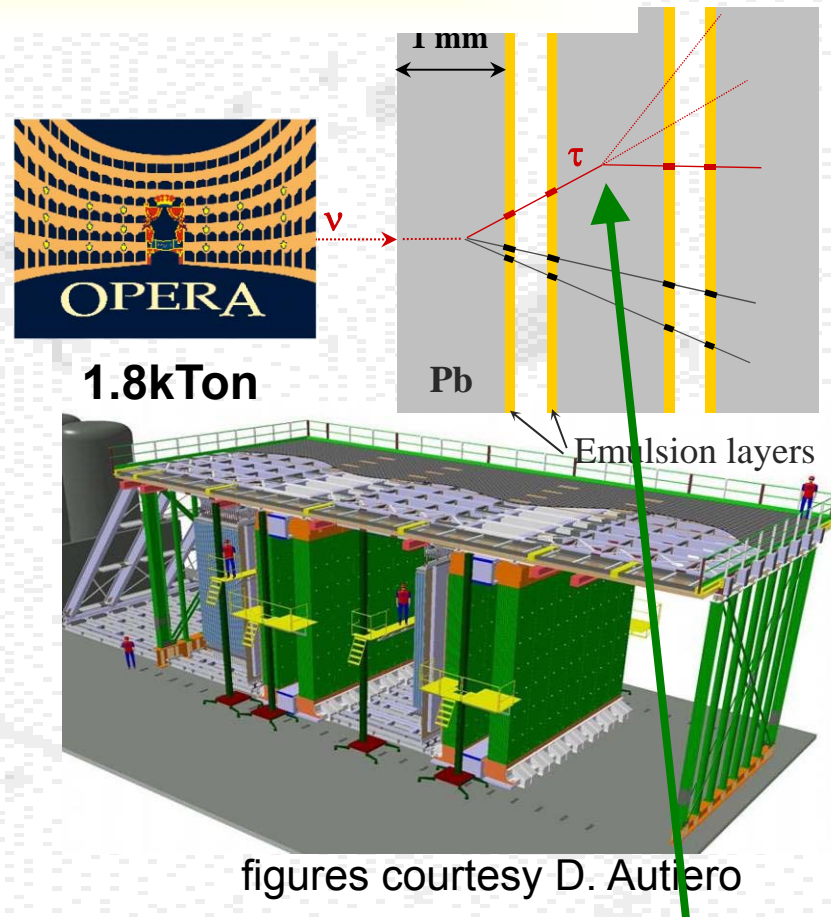 1 mm
τ
ν
OPERA
1.8kTon
Pb
Emulsion layers
figures courtesy D. Autiero